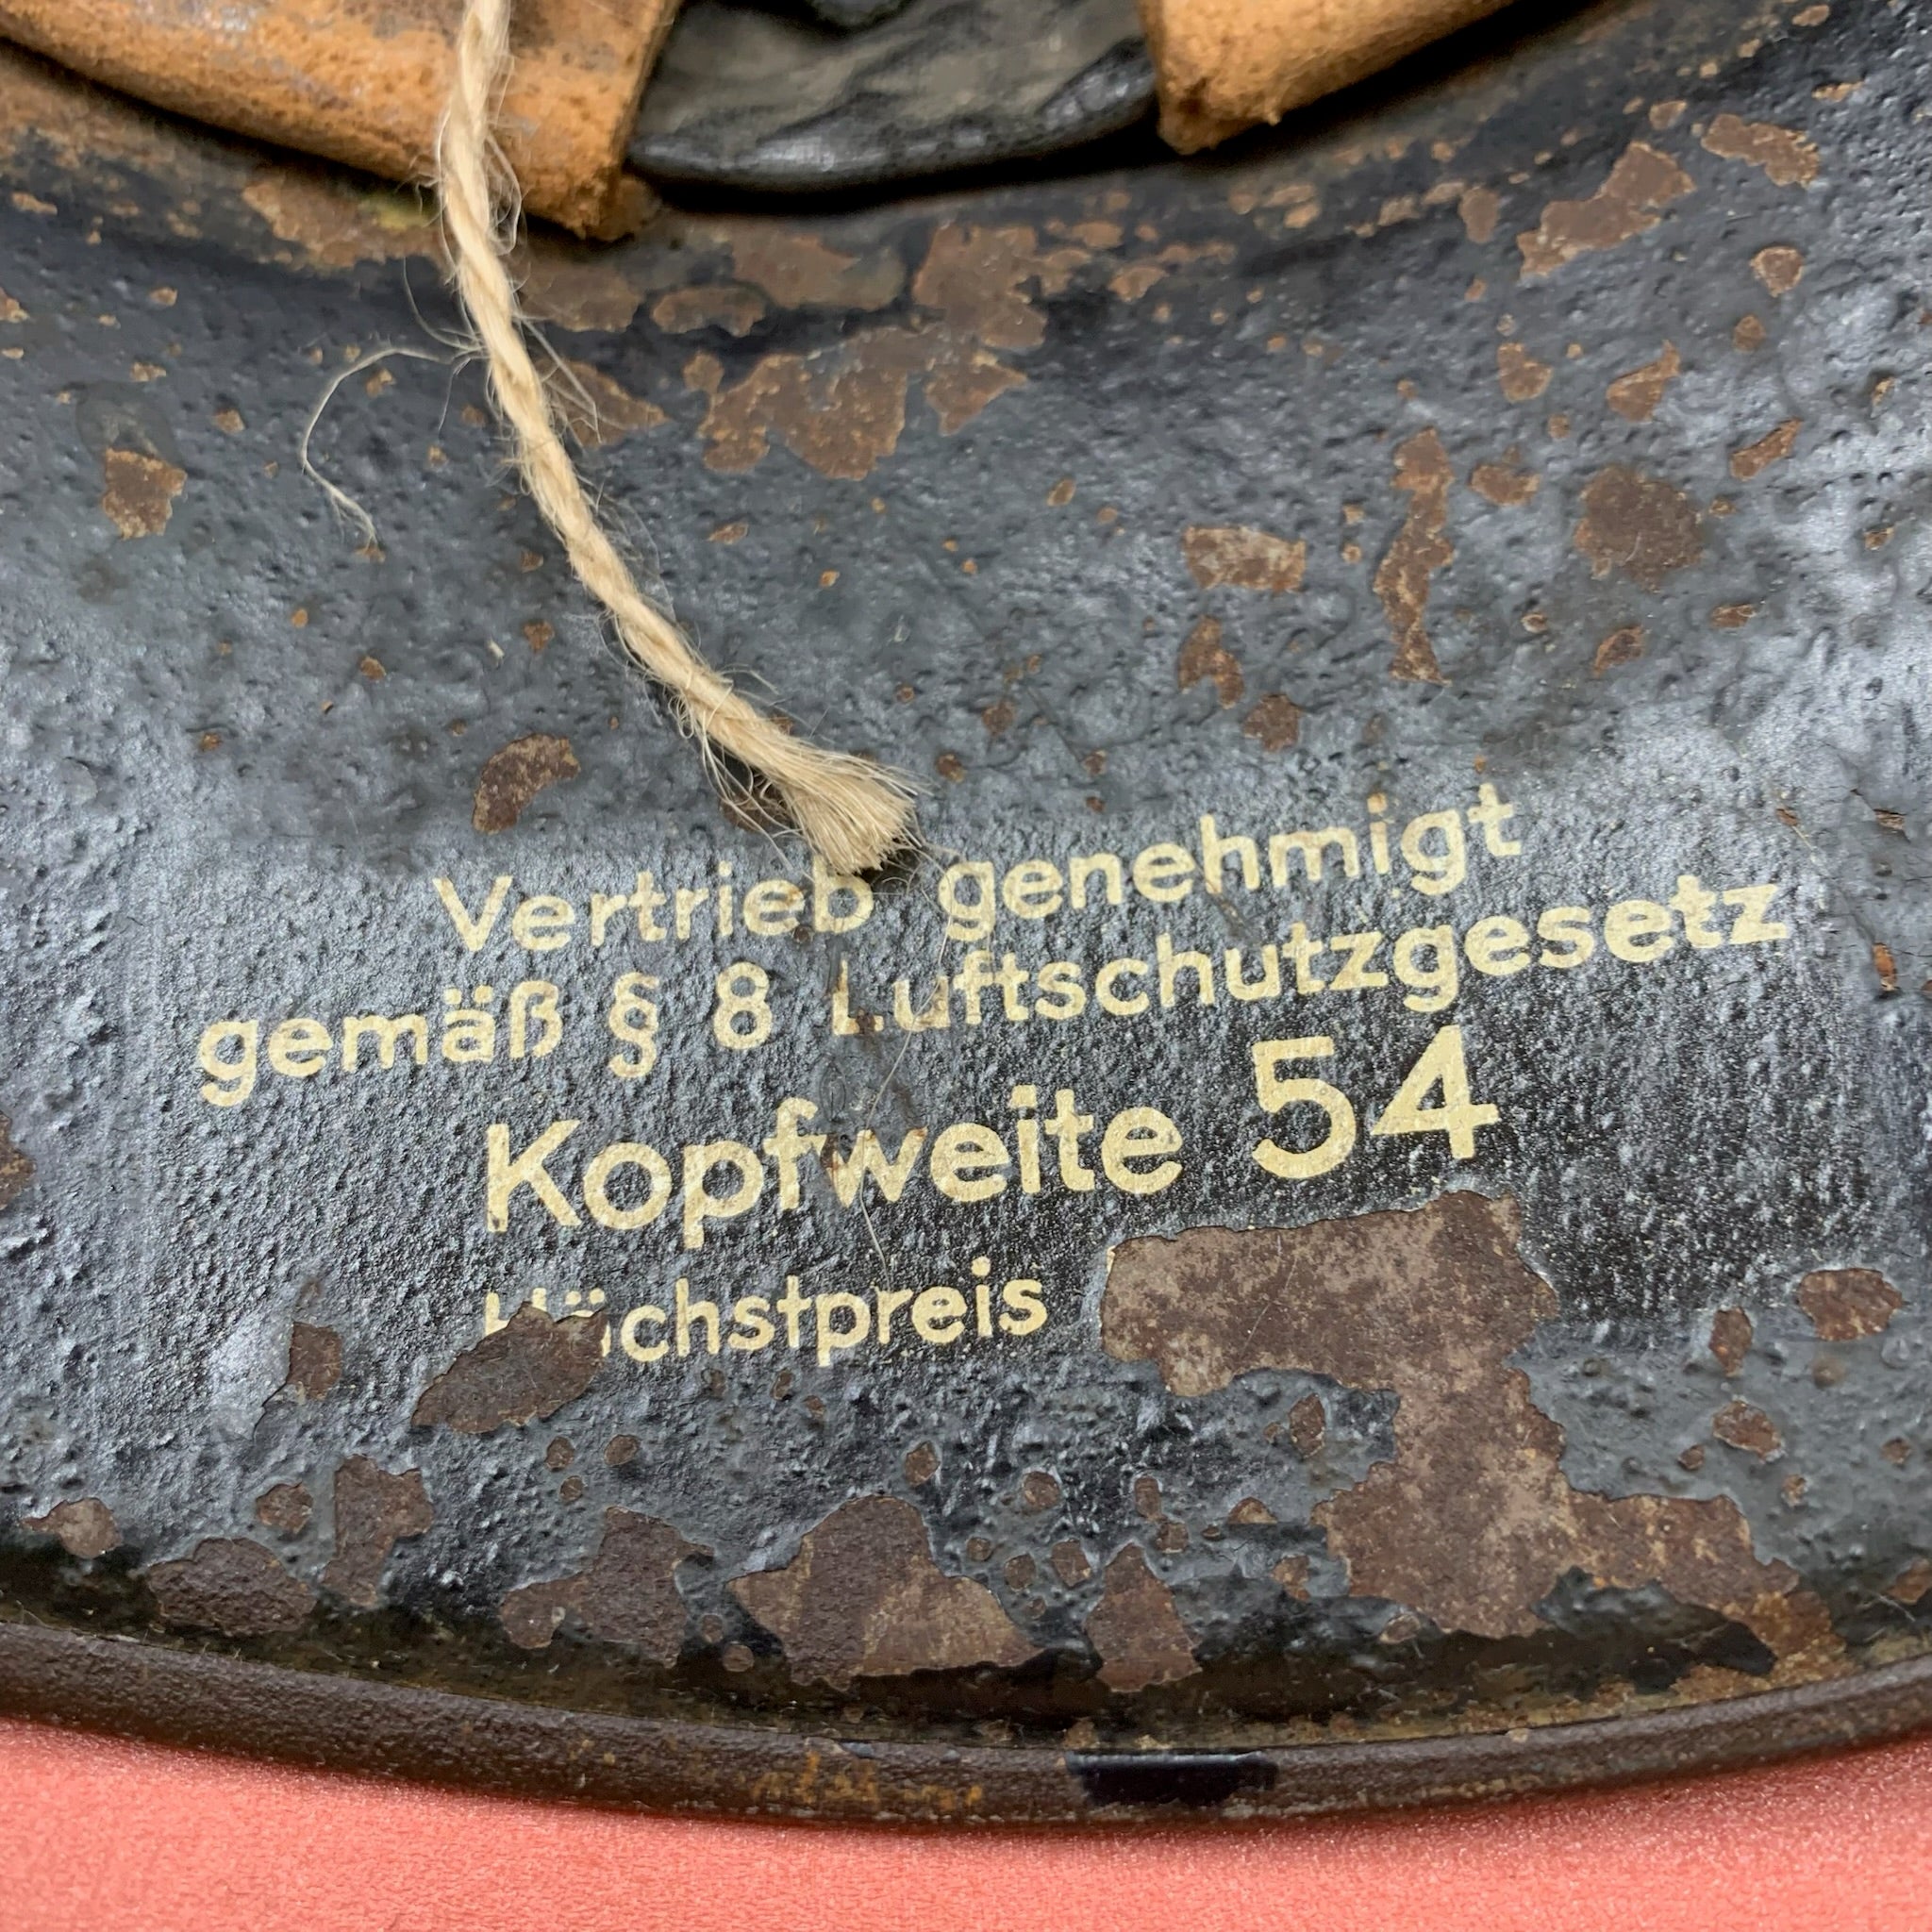 Vertrieb genehmigt
gemäß § 8 Luftschutzgesetz
Kopfweite 54
Höchstpreis